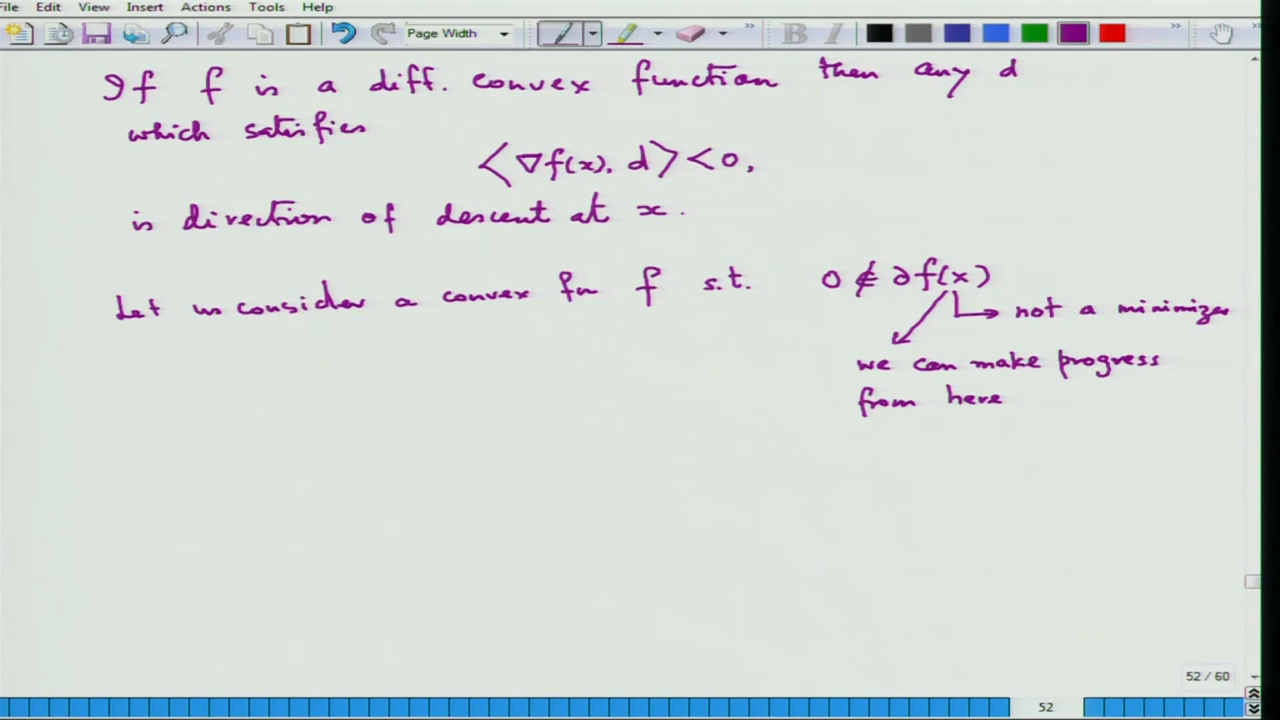 File Edit View Insert Actions Tools Help
Page Width
B I
If f is a diff. convex function then any d
which satisfies
⟨∇f(x), d⟩ < 0,
is direction of descent at x.
Let us consider a convex fn f s.t. 0 ∉ ∂f(x)
not a minimizer
we can make progress
from here
52 / 60
52